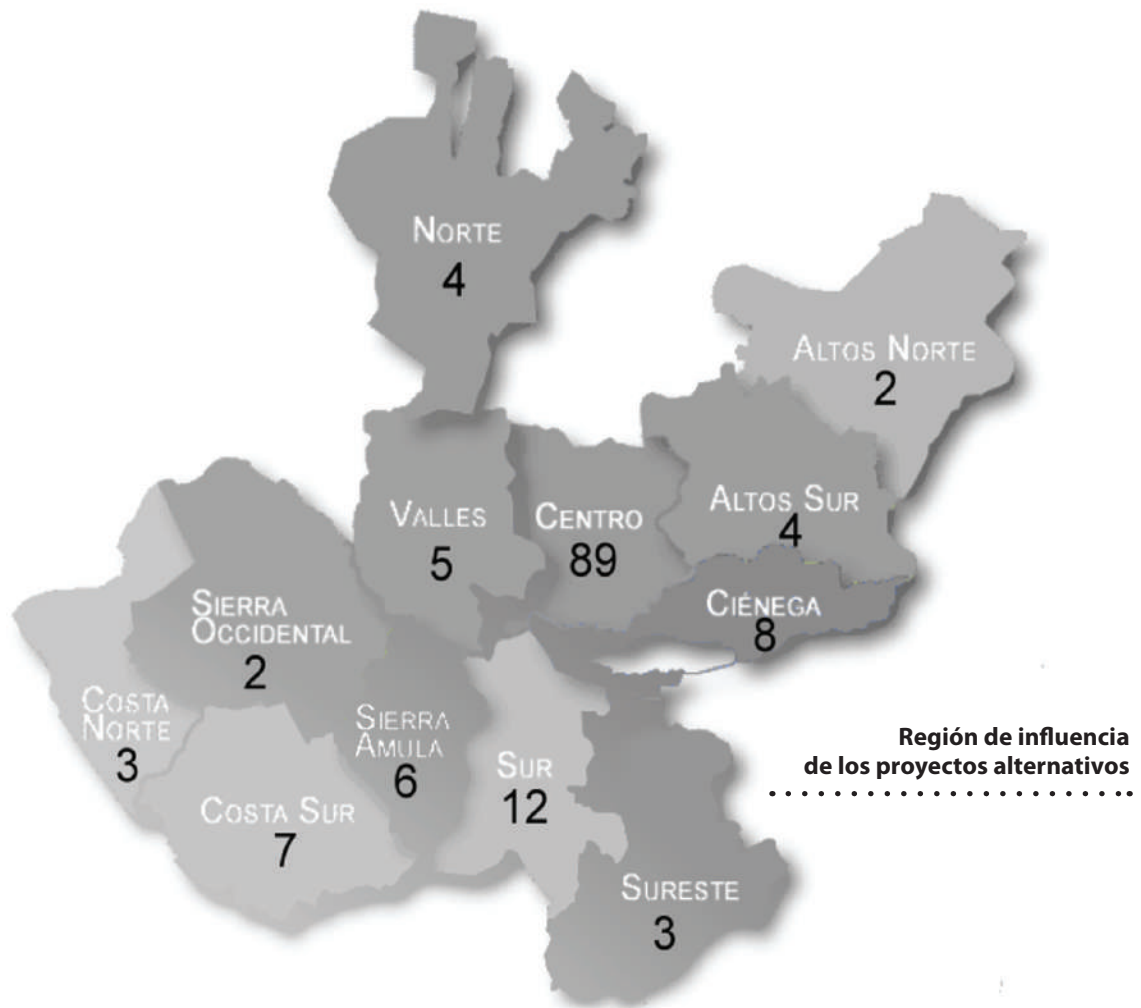 NORTE
4
ALTOS NORTE
2
VALLES
5
CENTRO
89
ALTOS SUR
4
CIÉNEGA
8
SIERRA
OCCIDENTAL
2
COSTA
NORTE
3
SIERRA
AMULA
6
SUR
12
COSTA SUR
7
SURESTE
3
Región de influencia
de los proyectos alternativos